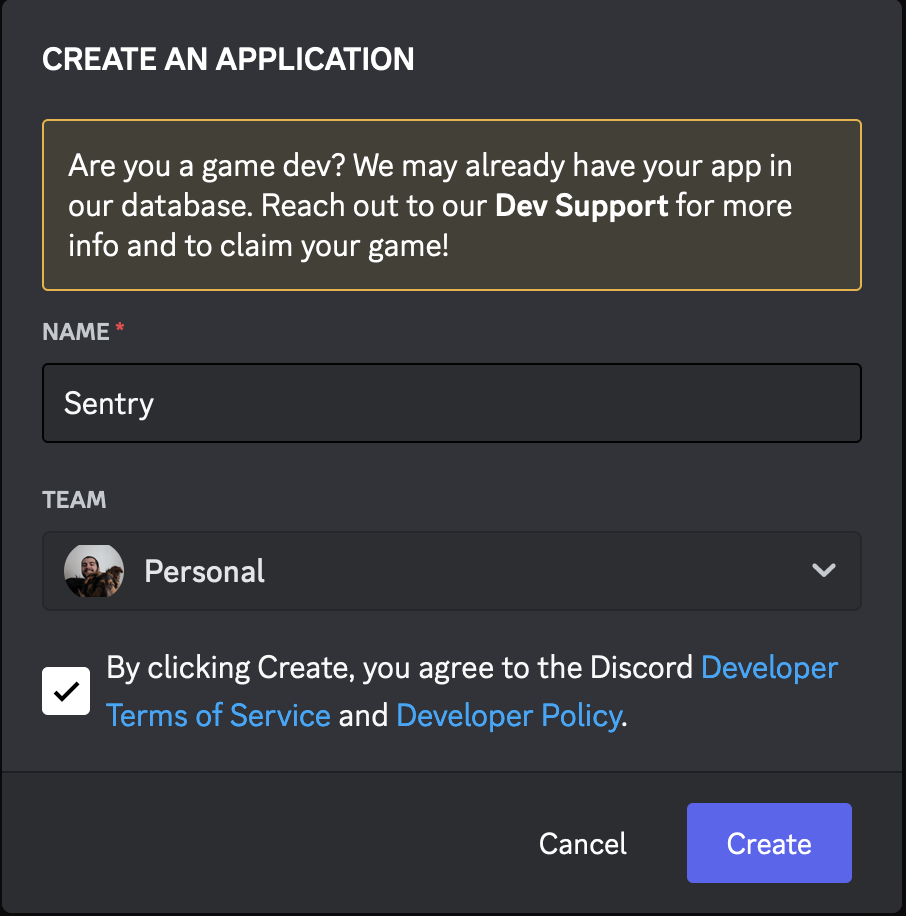 CREATE AN APPLICATION
Are you a game dev? We may already have your app in
our database. Reach out to our Dev Support for more
info and to claim your game!
NAME *
Sentry
TEAM
Personal
By clicking Create, you agree to the Discord Developer
Terms of Service and Developer Policy.
Cancel
Create